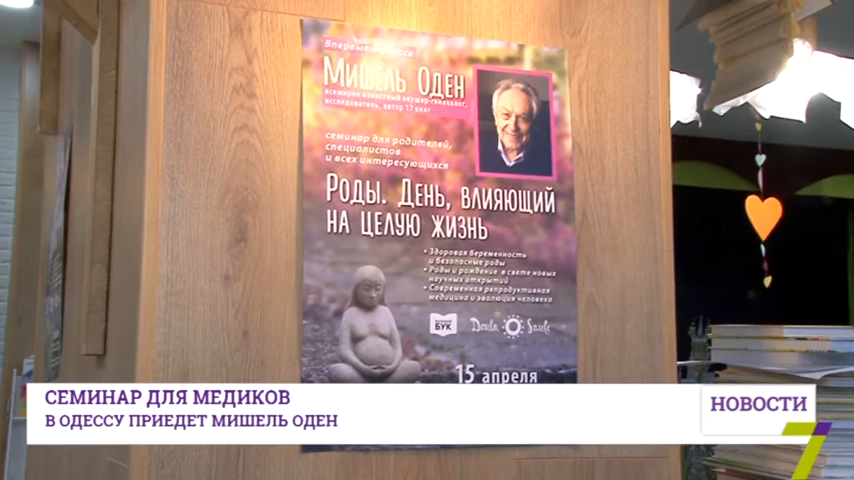 Впервые в Одессе
Мишель Оден
всемирно известный акушер-гинеколог,
исследователь, автор 17 книг
семинар для родителей,
специалистов
и всех интересующихся
Роды. День, влияющий
на целую жизнь
• Здоровая беременность
и безопасные роды
• Роды и рождение в свете новых
научных открытий
• Современная репродуктивная
медицина и эволюция человека
БУК
Doula Smile
15 апреля
СЕМИНАР ДЛЯ МЕДИКОВ
В ОДЕССУ ПРИЕДЕТ МИШЕЛЬ ОДЕН
НОВОСТИ
7